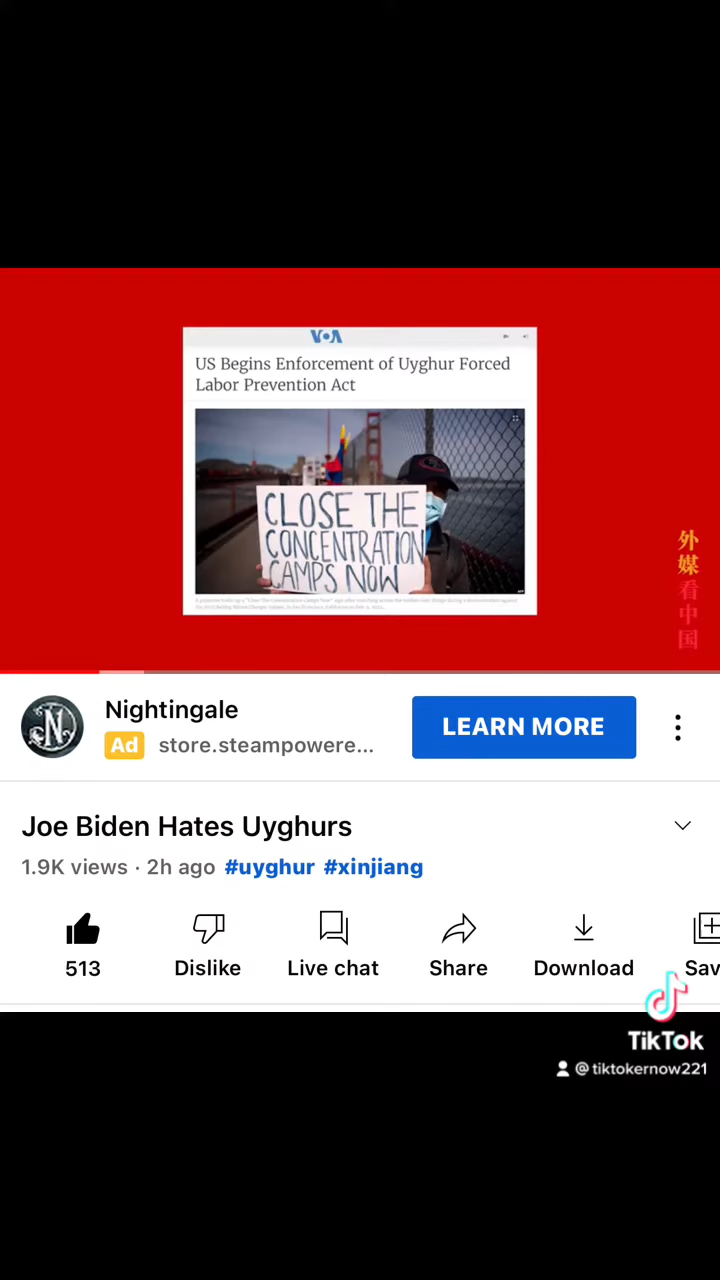 VOA
US Begins Enforcement of Uyghur Forced
Labor Prevention Act
CLOSE THE
CONCENTRATION
CAMPS NOW
外媒看中国
Nightingale
Ad store.steampowere...
LEARN MORE
Joe Biden Hates Uyghurs
1.9K views · 2h ago #uyghur #xinjiang
513 Dislike Live chat Share Download Sav
TikTok
@tiktokernow221